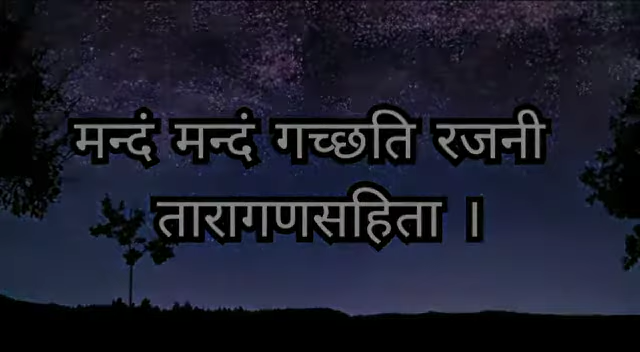 मन्दं मन्दं गच्छति रजनी
तारागणसहिता ।